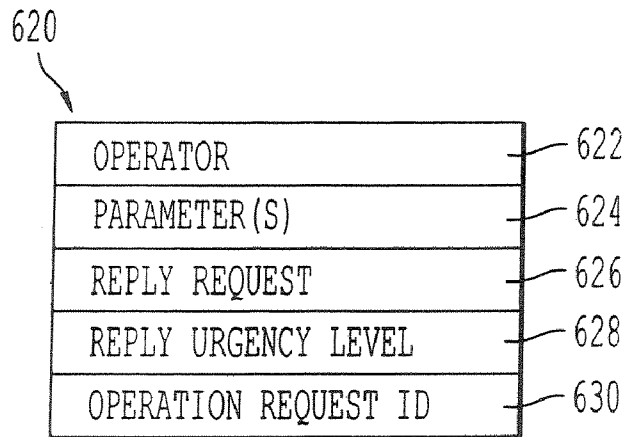 620
OPERATOR 622
PARAMETER(S) 624
REPLY REQUEST 626
REPLY URGENCY LEVEL 628
OPERATION REQUEST ID 630